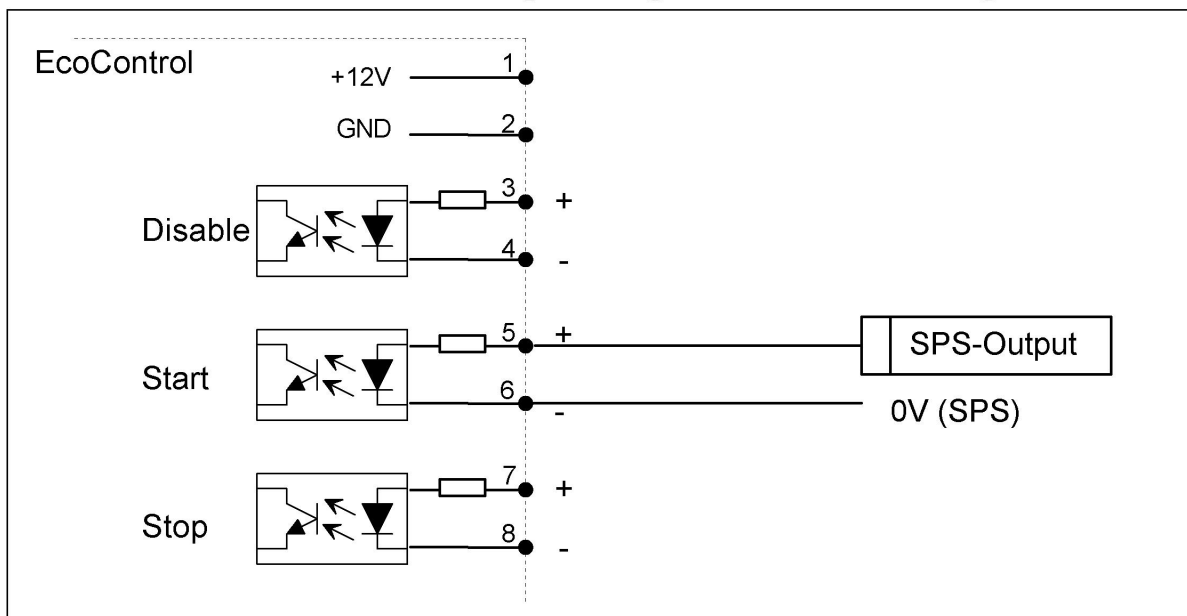 EcoControl
+12V 1
GND 2
3 +
Disable
4 -
5 +
SPS-Output
Start
6 -
0V (SPS)
7 +
Stop
8 -